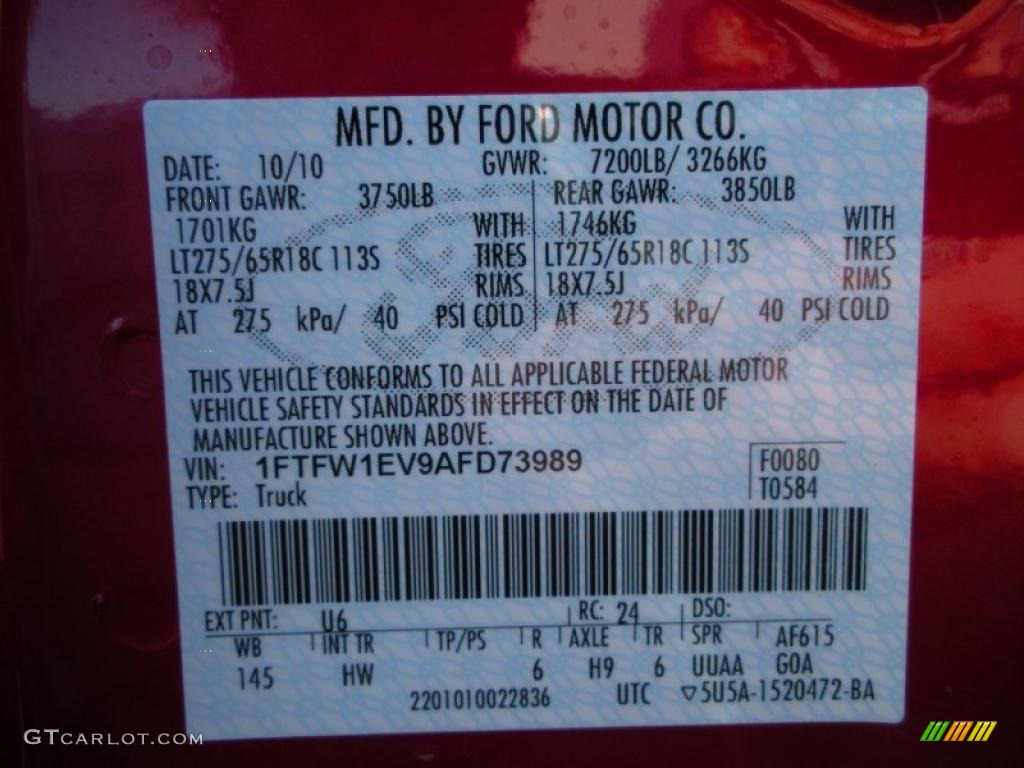 MFD. BY FORD MOTOR CO.
DATE: 10/10 GVWR: 7200LB/ 3266KG
FRONT GAWR: 3750LB REAR GAWR: 3850LB
1701KG WITH 1746KG WITH
LT275/65R18C 113S TIRES LT275/65R18C 113S TIRES
18X7.5J RIMS 18X7.5J RIMS
AT 275 kPa/ 40 PSI COLD AT 275 kPa/ 40 PSI COLD
THIS VEHICLE CONFORMS TO ALL APPLICABLE FEDERAL MOTOR
VEHICLE SAFETY STANDARDS IN EFFECT ON THE DATE OF
MANUFACTURE SHOWN ABOVE.
VIN: 1FTFW1EV9AFD73989 F0080
TYPE: Truck T0584
EXT PNT: U6 RC: 24 DSO:
WB INT TR TP/PS R AXLE TR SPR AF615
145 HW 6 H9 6 UUAA GOA
2201010022836 UTC ▽5U5A-1520472-BA
GTCARLOT.COM